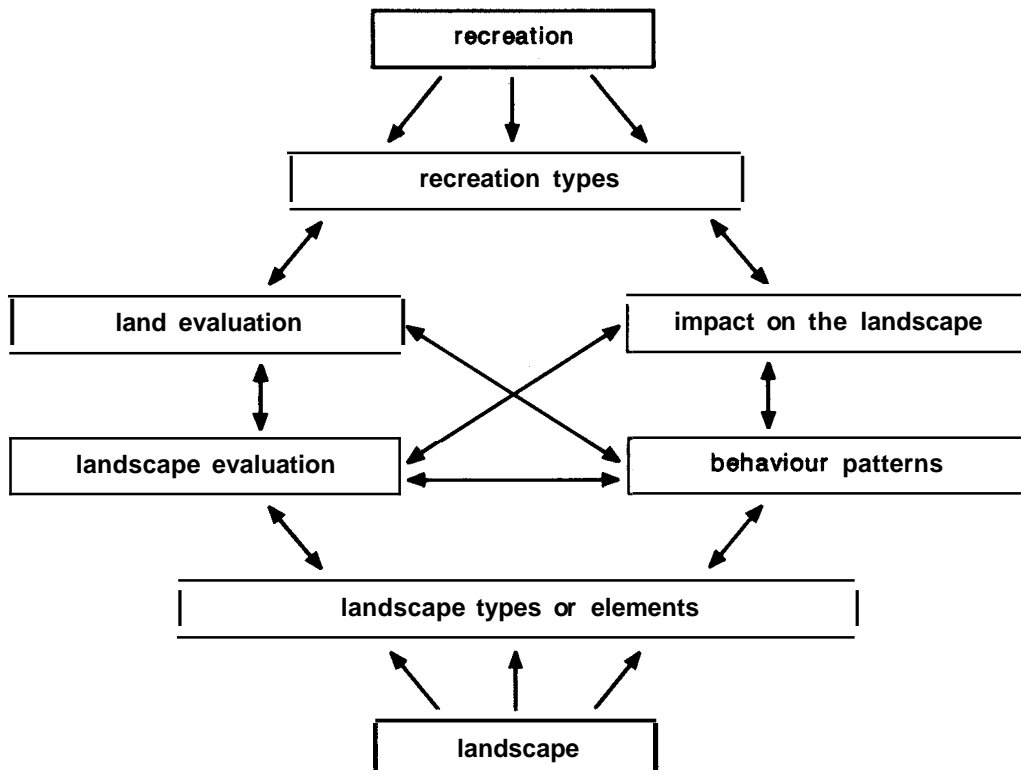 recreation
recreation types
land evaluation
impact on the landscape
landscape evaluation
behaviour patterns
landscape types or elements
landscape